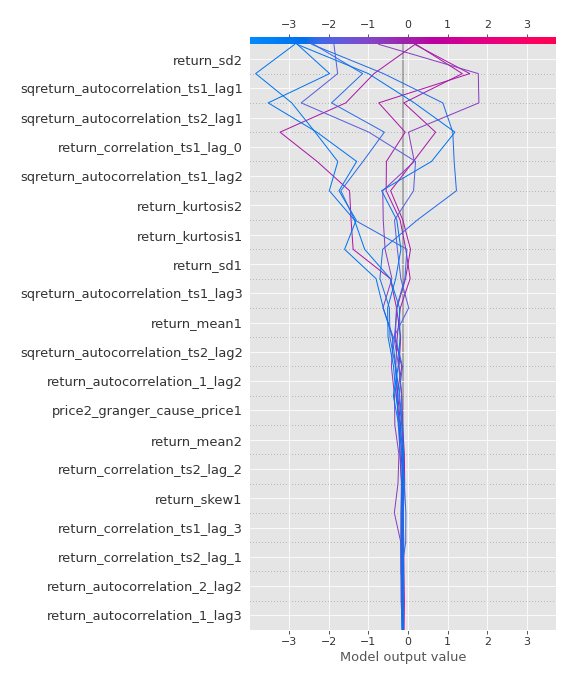 −3 −2 −1 0 1 2 3
return_sd2
sqreturn_autocorrelation_ts1_lag1
sqreturn_autocorrelation_ts2_lag1
return_correlation_ts1_lag_0
sqreturn_autocorrelation_ts1_lag2
return_kurtosis2
return_kurtosis1
return_sd1
sqreturn_autocorrelation_ts1_lag3
return_mean1
sqreturn_autocorrelation_ts2_lag2
return_autocorrelation_1_lag2
price2_granger_cause_price1
return_mean2
return_correlation_ts2_lag_2
return_skew1
return_correlation_ts1_lag_3
return_correlation_ts2_lag_1
return_autocorrelation_2_lag2
return_autocorrelation_1_lag3
−3 −2 −1 0 1 2 3
Model output value